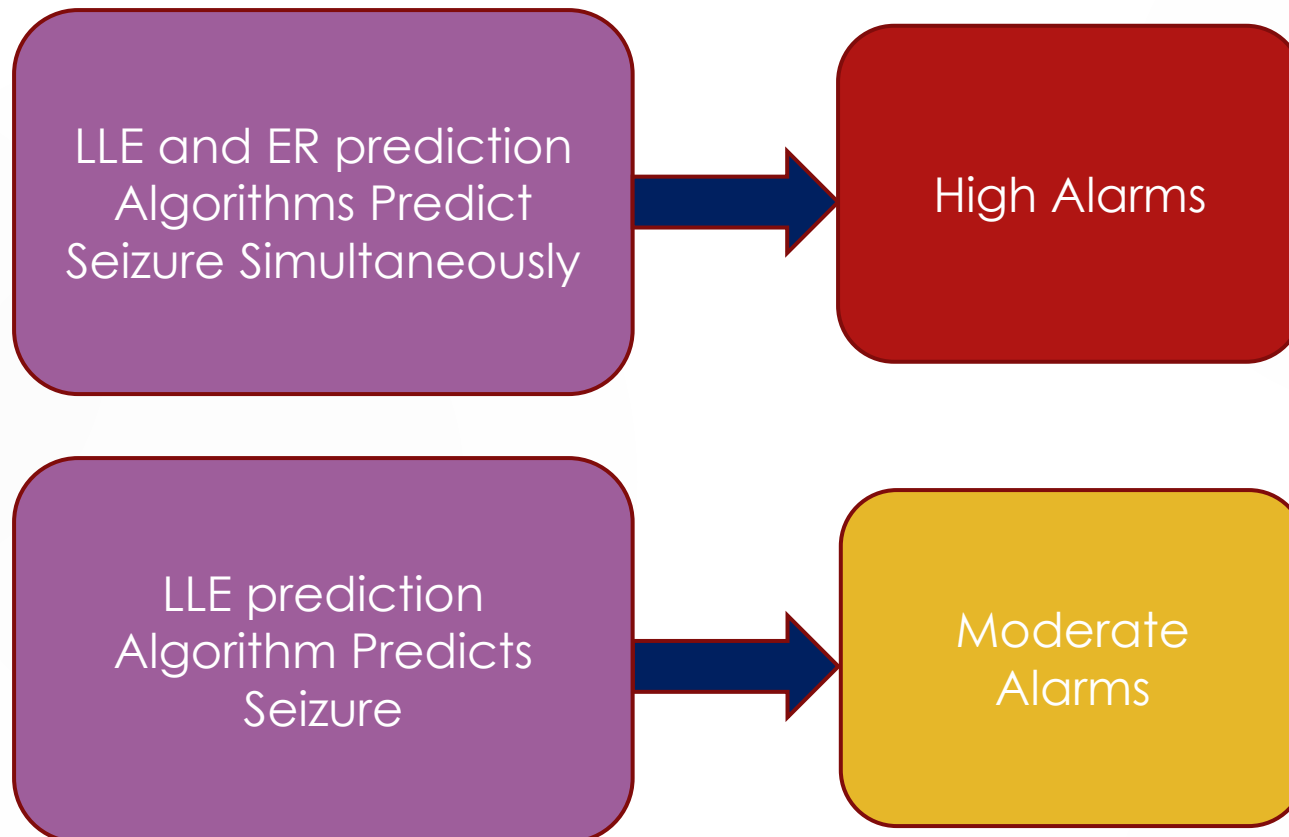 LLE and ER prediction
Algorithms Predict
Seizure Simultaneously
High Alarms
LLE prediction
Algorithm Predicts
Seizure
Moderate
Alarms